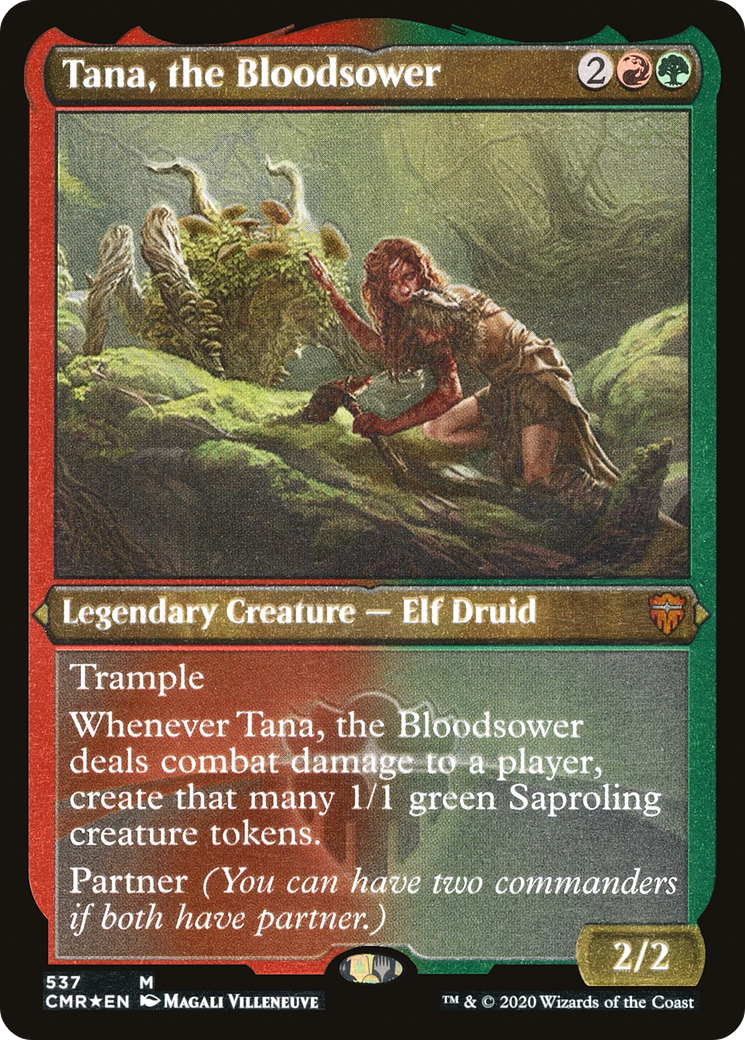 Tana, the Bloodsower 2
Legendary Creature — Elf Druid
Trample
Whenever Tana, the Bloodsower
deals combat damage to a player,
create that many 1/1 green Saproling
creature tokens.
Partner (You can have two commanders
if both have partner.)
2/2
537 M
CMR★EN Magali Villeneuve
™ & © 2020 Wizards of the Coast